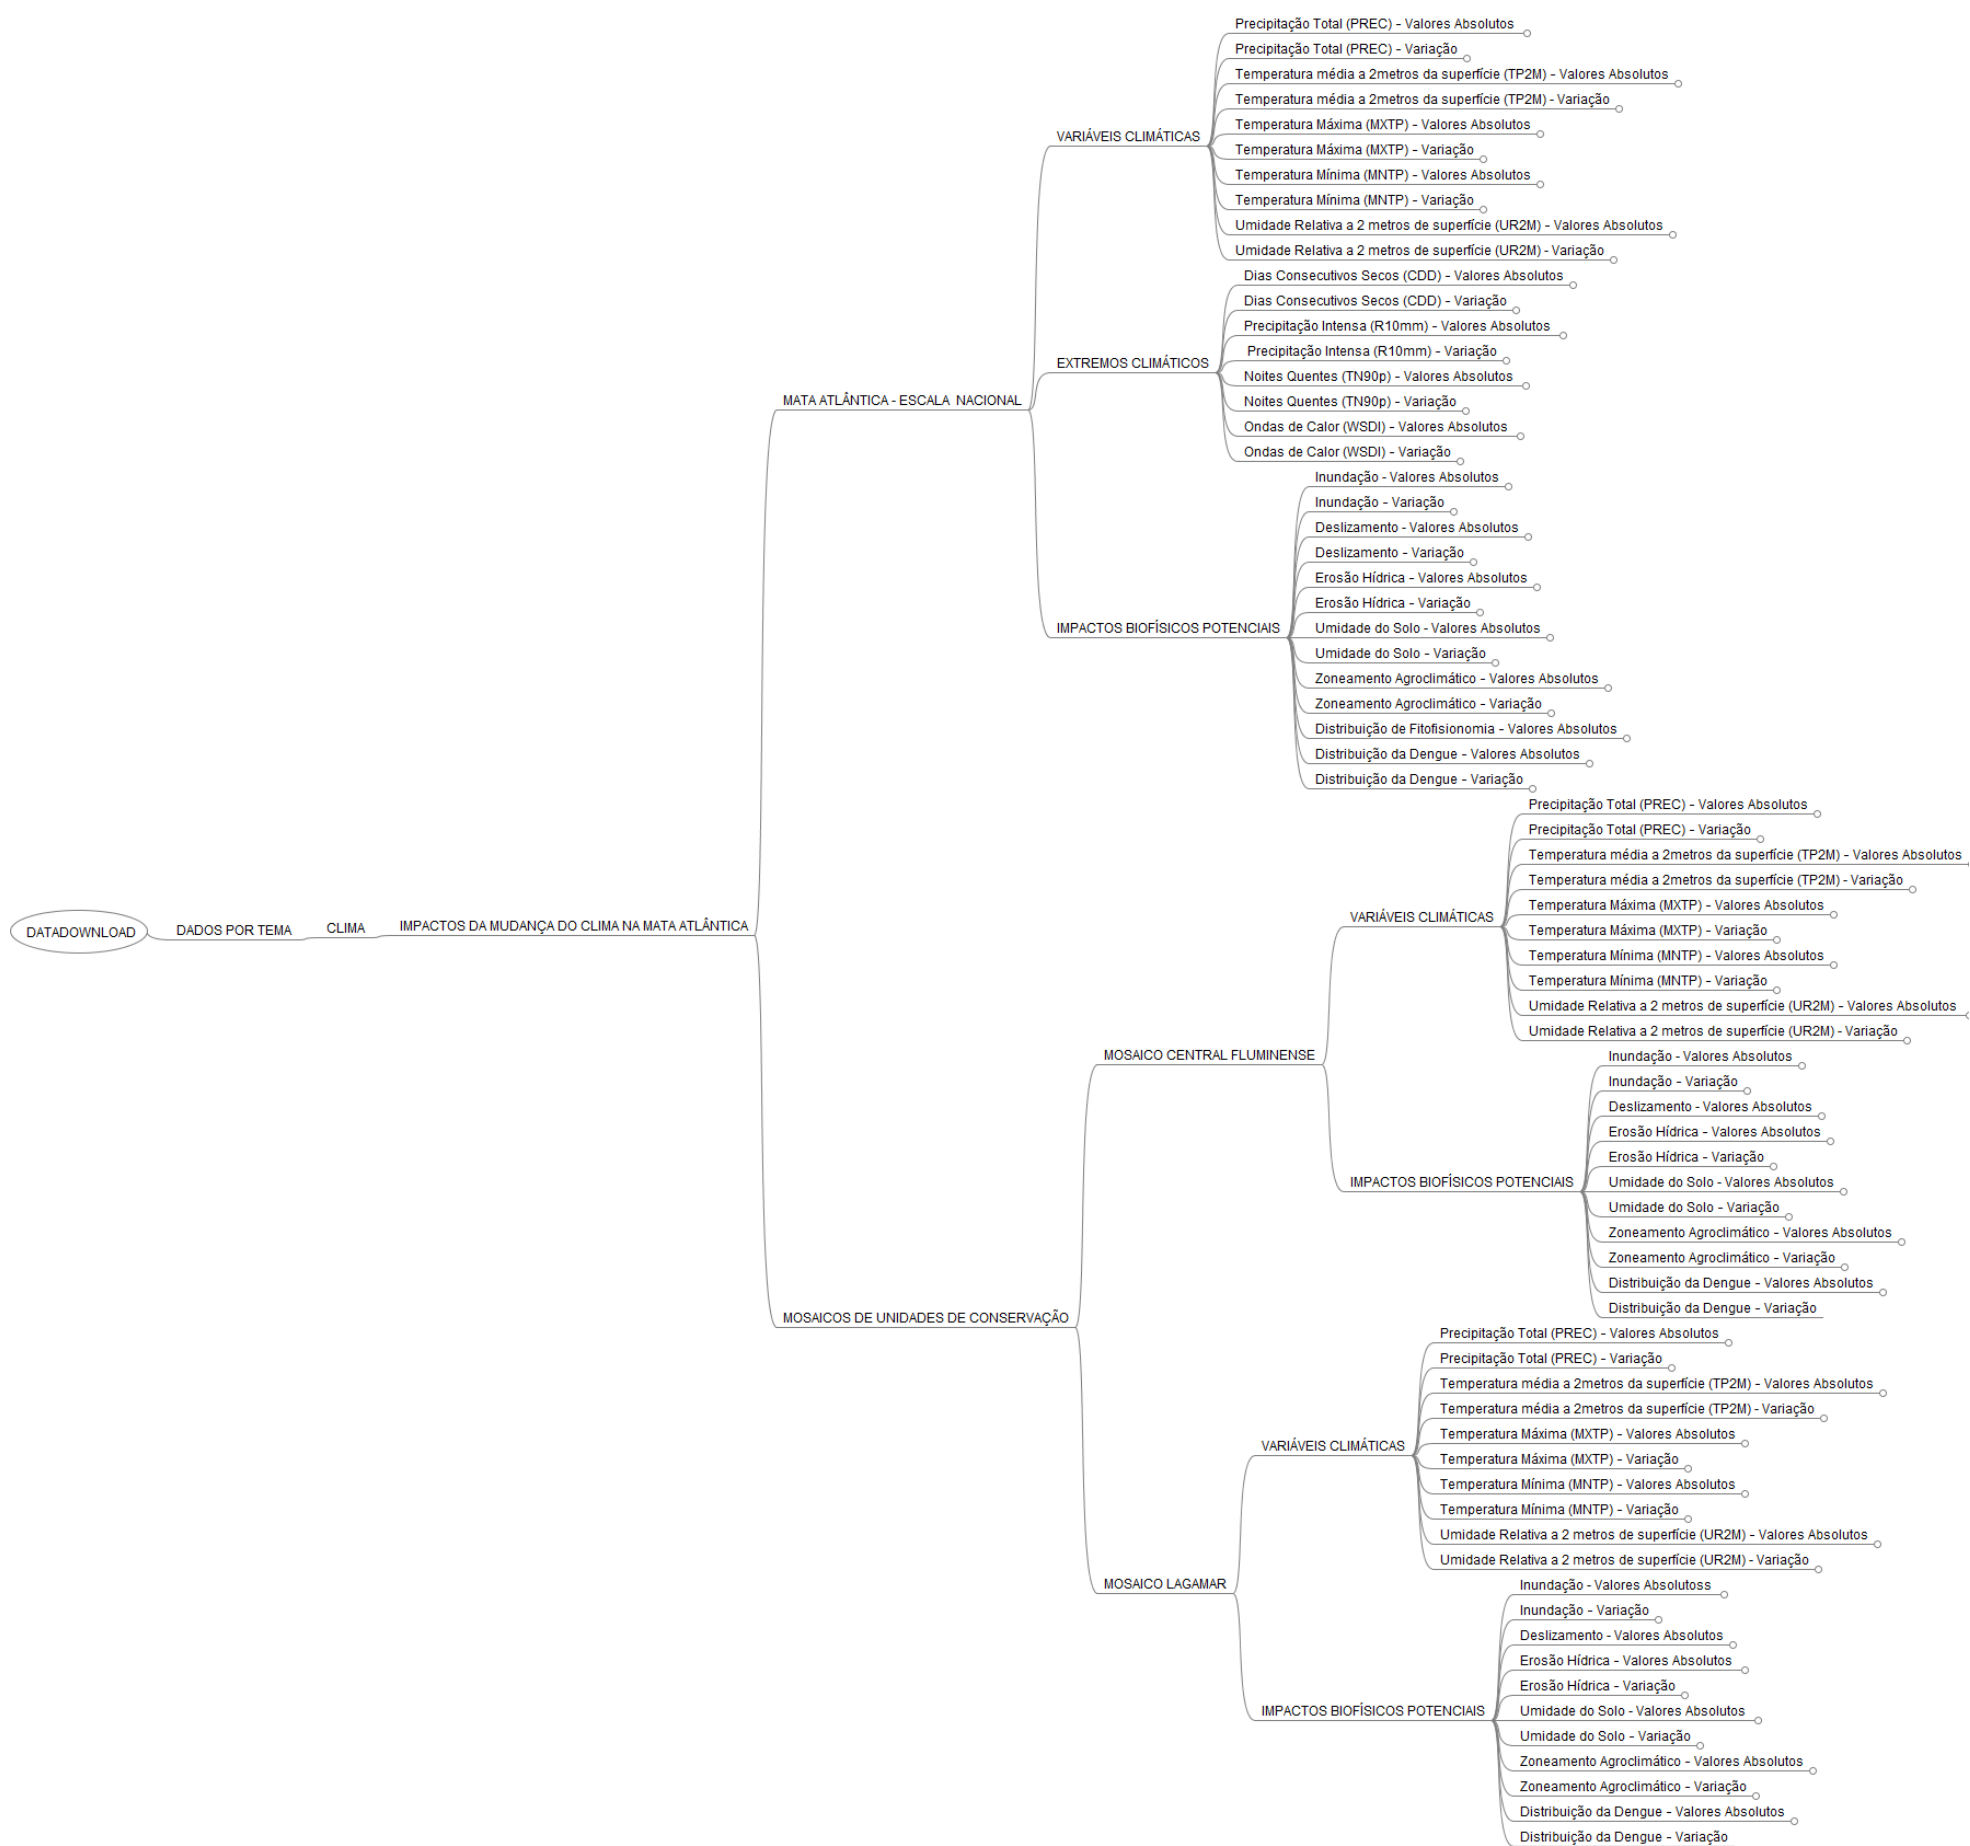 DATADOWNLOAD
DADOS POR TEMA
CLIMA
IMPACTOS DA MUDANÇA DO CLIMA NA MATA ATLÂNTICA
MATA ATLÂNTICA - ESCALA  NACIONAL
VARIÁVEIS CLIMÁTICAS
Precipitação Total (PREC) - Valores Absolutos
Precipitação Total (PREC) - Variação
Temperatura média a 2metros da superfície (TP2M) - Valores Absolutos
Temperatura média a 2metros da superfície (TP2M) - Variação
Temperatura Máxima (MXTP) - Valores Absolutos
Temperatura Máxima (MXTP) - Variação
Temperatura Mínima (MNTP) - Valores Absolutos
Temperatura Mínima (MNTP) - Variação
Umidade Relativa a 2 metros de superfície (UR2M) - Valores Absolutos
Umidade Relativa a 2 metros de superfície (UR2M) - Variação
EXTREMOS CLIMÁTICOS
Dias Consecutivos Secos (CDD) - Valores Absolutos
Dias Consecutivos Secos (CDD) - Variação
Precipitação Intensa (R10mm) - Valores Absolutos
Precipitação Intensa (R10mm) - Variação
Noites Quentes (TN90p) - Valores Absolutos
Noites Quentes (TN90p) - Variação
Ondas de Calor (WSDI) - Valores Absolutos
Ondas de Calor (WSDI) - Variação
IMPACTOS BIOFÍSICOS POTENCIAIS
Inundação - Valores Absolutos
Inundação - Variação
Deslizamento - Valores Absolutos
Deslizamento - Variação
Erosão Hídrica - Valores Absolutos
Erosão Hídrica - Variação
Umidade do Solo - Valores Absolutos
Umidade do Solo - Variação
Zoneamento Agroclimático - Valores Absolutos
Zoneamento Agroclimático - Variação
Distribuição de Fitofisionomia - Valores Absolutos
Distribuição da Dengue - Valores Absolutos
Distribuição da Dengue - Variação
MOSAICOS DE UNIDADES DE CONSERVAÇÃO
MOSAICO CENTRAL FLUMINENSE
VARIÁVEIS CLIMÁTICAS
Precipitação Total (PREC) - Valores Absolutos
Precipitação Total (PREC) - Variação
Temperatura média a 2metros da superfície (TP2M) - Valores Absolutos
Temperatura média a 2metros da superfície (TP2M) - Variação
Temperatura Máxima (MXTP) - Valores Absolutos
Temperatura Máxima (MXTP) - Variação
Temperatura Mínima (MNTP) - Valores Absolutos
Temperatura Mínima (MNTP) - Variação
Umidade Relativa a 2 metros de superfície (UR2M) - Valores Absolutos
Umidade Relativa a 2 metros de superfície (UR2M) - Variação
IMPACTOS BIOFÍSICOS POTENCIAIS
Inundação - Valores Absolutos
Inundação - Variação
Deslizamento - Valores Absolutos
Erosão Hídrica - Valores Absolutos
Erosão Hídrica - Variação
Umidade do Solo - Valores Absolutos
Umidade do Solo - Variação
Zoneamento Agroclimático - Valores Absolutos
Zoneamento Agroclimático - Variação
Distribuição da Dengue - Valores Absolutos
Distribuição da Dengue - Variação
MOSAICO LAGAMAR
VARIÁVEIS CLIMÁTICAS
Precipitação Total (PREC) - Valores Absolutos
Precipitação Total (PREC) - Variação
Temperatura média a 2metros da superfície (TP2M) - Valores Absolutos
Temperatura média a 2metros da superfície (TP2M) - Variação
Temperatura Máxima (MXTP) - Valores Absolutos
Temperatura Máxima (MXTP) - Variação
Temperatura Mínima (MNTP) - Valores Absolutos
Temperatura Mínima (MNTP) - Variação
Umidade Relativa a 2 metros de superfície (UR2M) - Valores Absolutos
Umidade Relativa a 2 metros de superfície (UR2M) - Variação
IMPACTOS BIOFÍSICOS POTENCIAIS
Inundação - Valores Absolutoss
Inundação - Variação
Deslizamento - Valores Absolutos
Erosão Hídrica - Valores Absolutos
Erosão Hídrica - Variação
Umidade do Solo - Valores Absolutos
Umidade do Solo - Variação
Zoneamento Agroclimático - Valores Absolutos
Zoneamento Agroclimático - Variação
Distribuição da Dengue - Valores Absolutos
Distribuição da Dengue - Variação